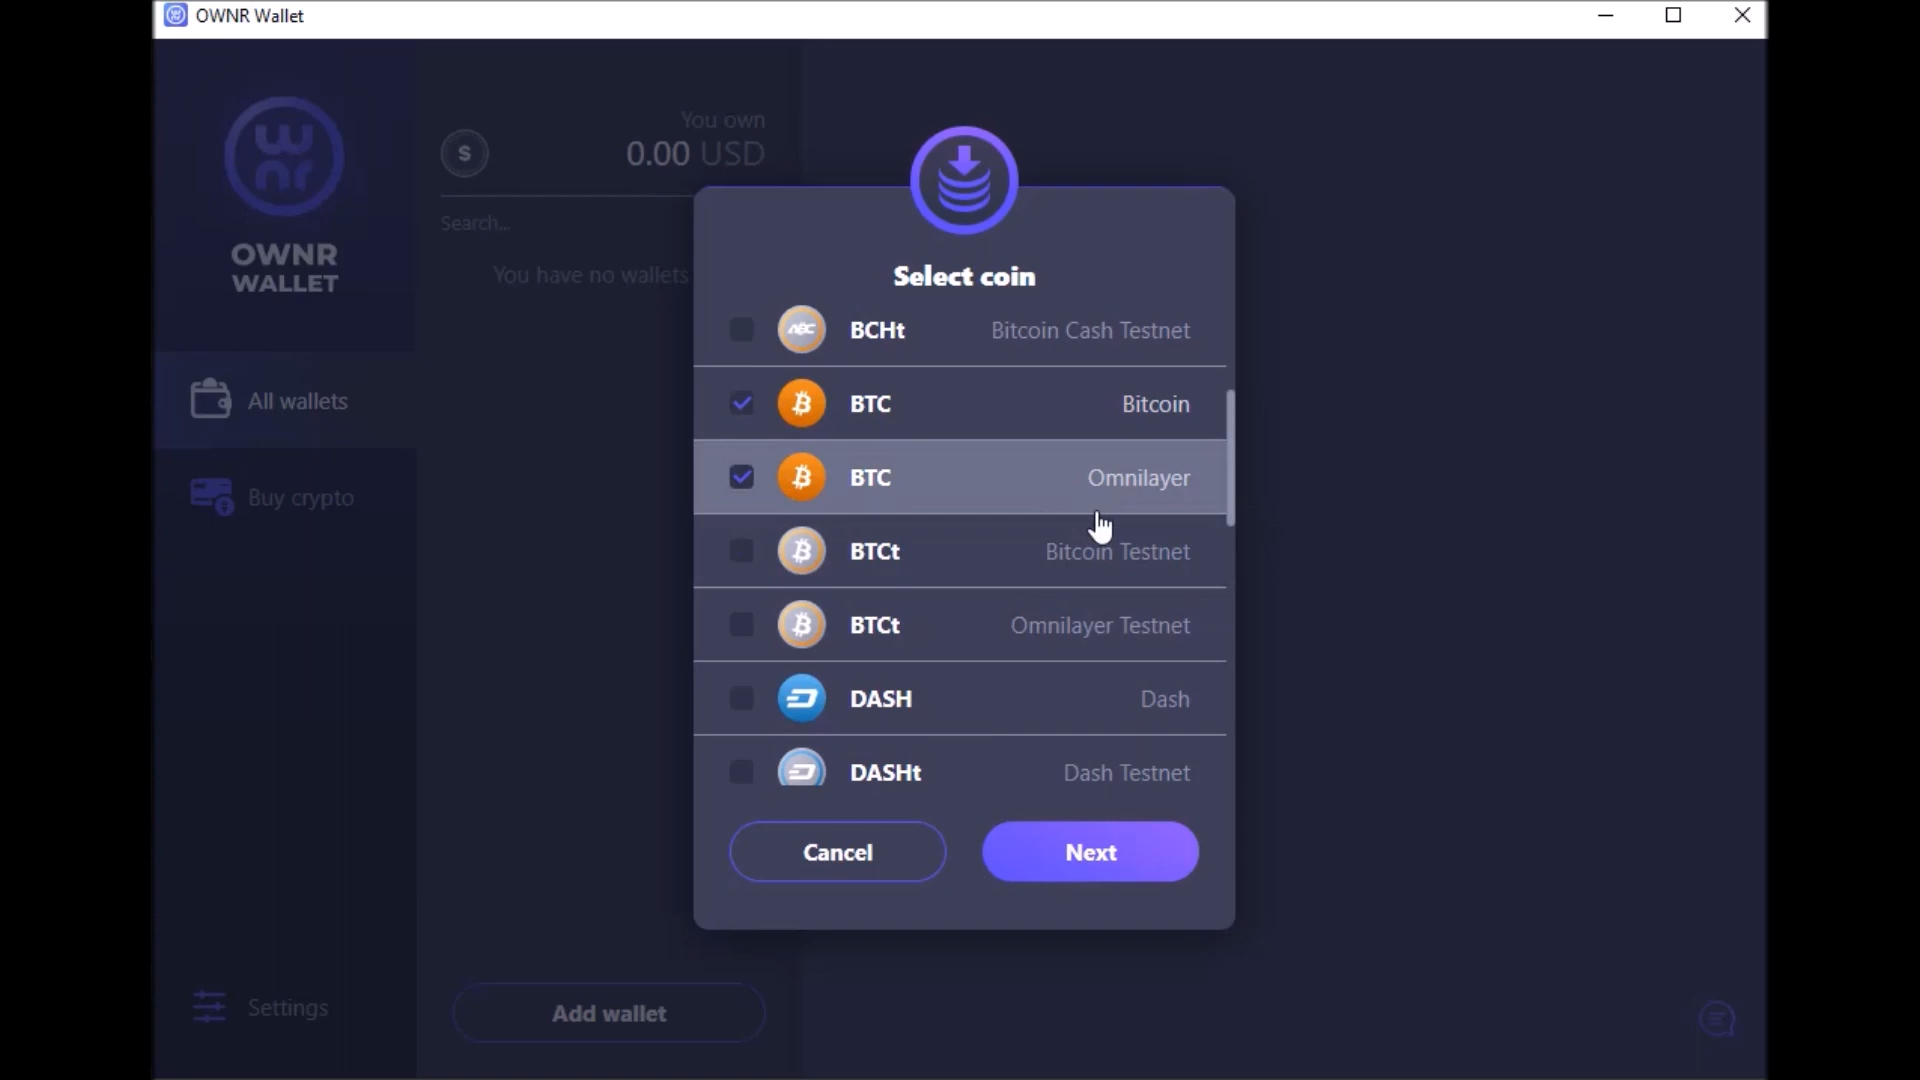 OWNR Wallet
OWNR
WALLET
All wallets
Buy crypto
Settings
You own
0.00 USD
Search...
You have no wallets
Add wallet
Select coin
BCHt Bitcoin Cash Testnet
BTC Bitcoin
BTC Omnilayer
BTCt Bitcoin Testnet
BTCt Omnilayer Testnet
DASH Dash
DASHt Dash Testnet
Cancel
Next